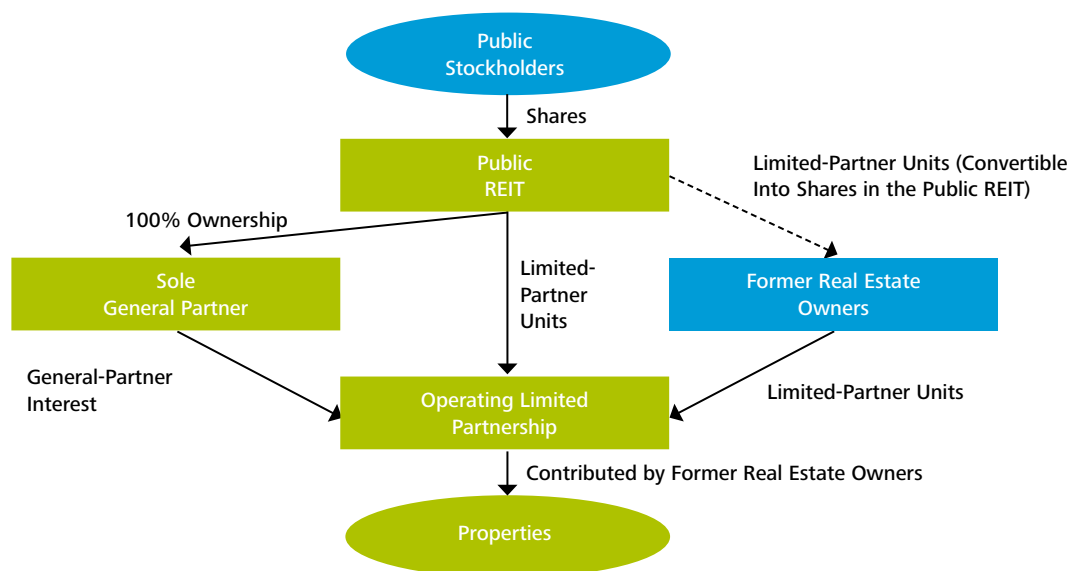 Public
Stockholders
Shares
Public
REIT
Limited-Partner Units (Convertible
Into Shares in the Public REIT)
100% Ownership
Sole
General Partner
Limited-
Partner
Units
Former Real Estate
Owners
General-Partner
Interest
Operating Limited
Partnership
Limited-Partner Units
Contributed by Former Real Estate Owners
Properties